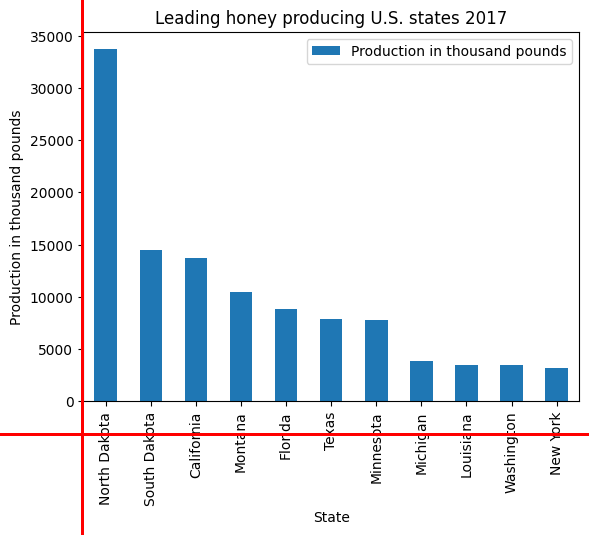 Leading honey producing U.S. states 2017
Production in thousand pounds
Production in thousand pounds
35000
30000
25000
20000
15000
10000
5000
0
North Dakota
South Dakota
California
Montana
Florida
Texas
Minnesota
Michigan
Louisiana
Washington
New York
State